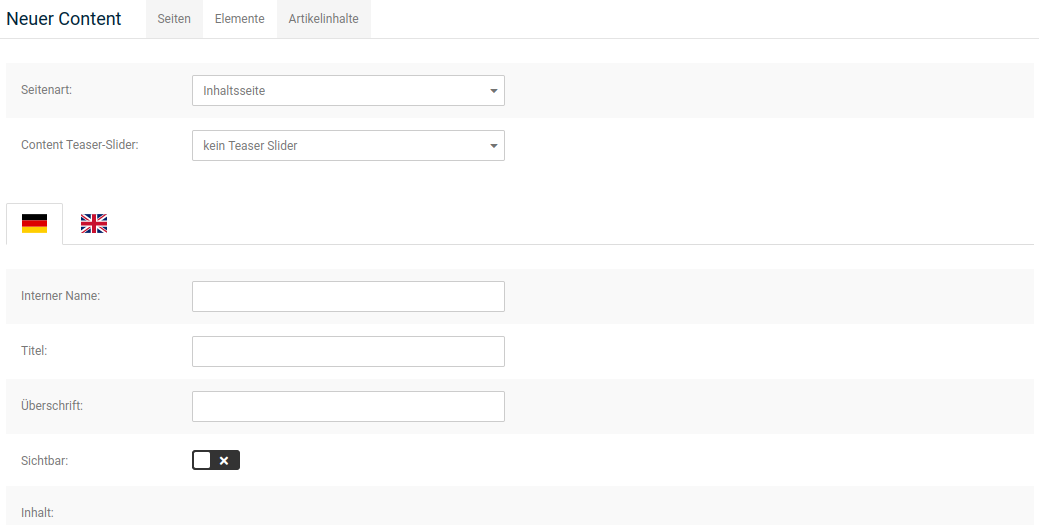 Neuer Content Seiten Elemente Artikelinhalte
Seitenart: Inhaltsseite
Content Teaser-Slider: kein Teaser Slider
Interner Name:
Titel:
Überschrift:
Sichtbar:
Inhalt: